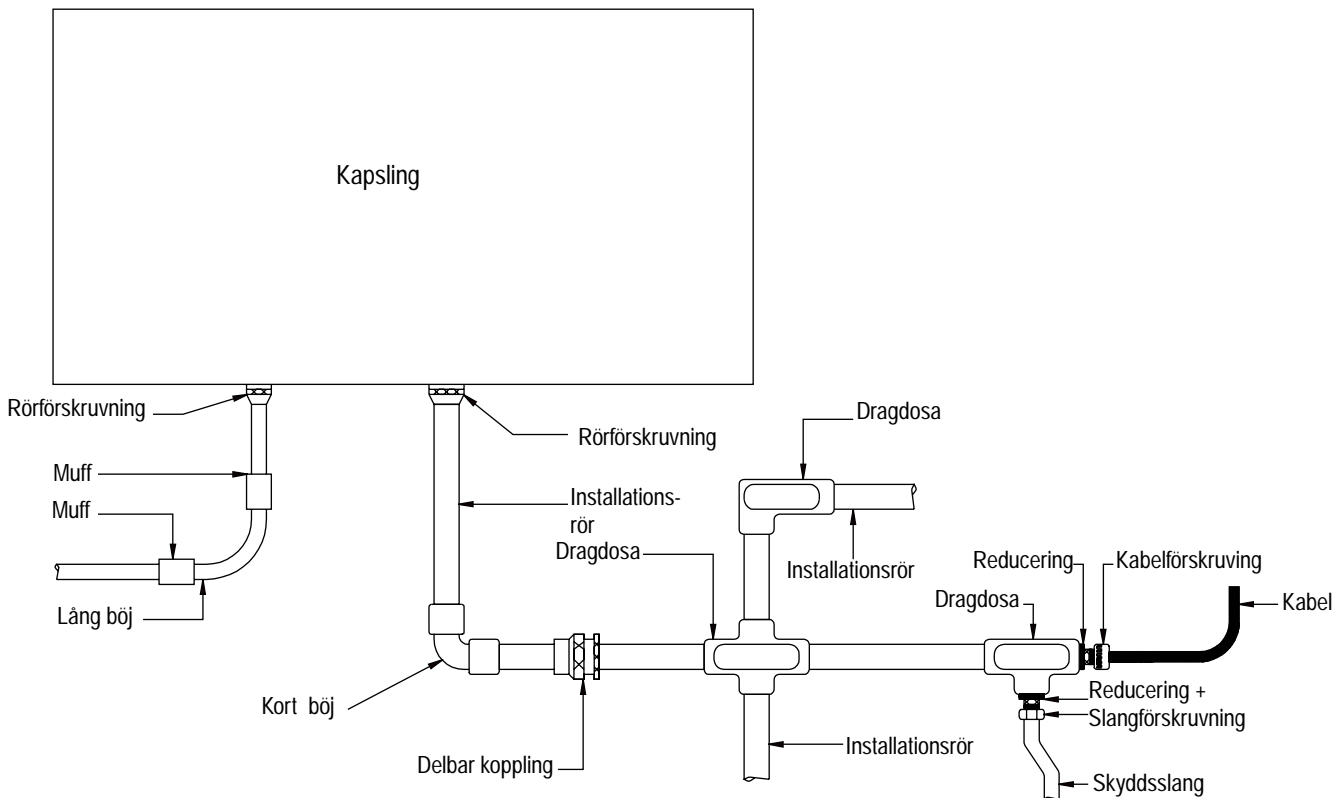 Kapsling
Rörförskruvning
Dragdosa
Rörförskruvning
Muff
Installations-
rör
Muff
Dragdosa
Installationsrör
Reducering
Kabelförskruving
Dragdosa
Kabel
Lång böj
Kort böj
Reducering +
Slangförskruvning
Installationsrör
Delbar koppling
Skyddsslang